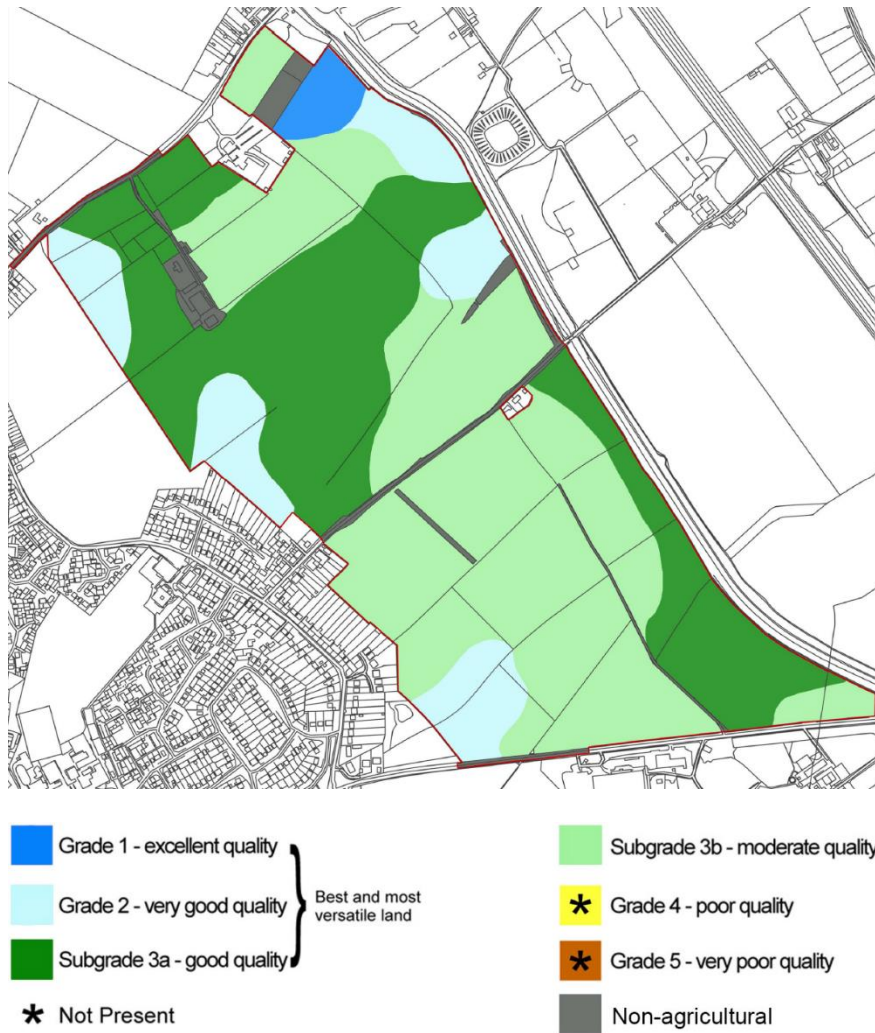 Grade 1 - excellent quality
Grade 2 - very good quality
Subgrade 3a - good quality
Best and most
versatile land
* Not Present
Subgrade 3b - moderate quality
* Grade 4 - poor quality
* Grade 5 - very poor quality
Non-agricultural